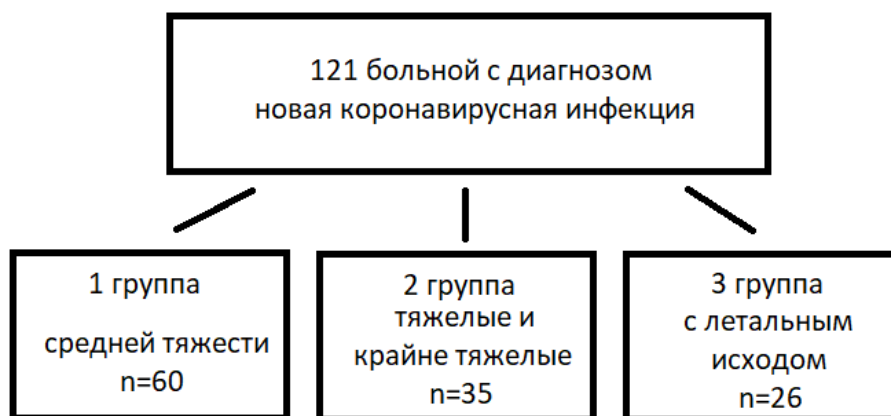 121 больной с диагнозом
новая коронавирусная инфекция
1 группа
средней тяжести
n=60
2 группа
тяжелые и
крайне тяжелые
n=35
3 группа
с летальным
исходом
n=26